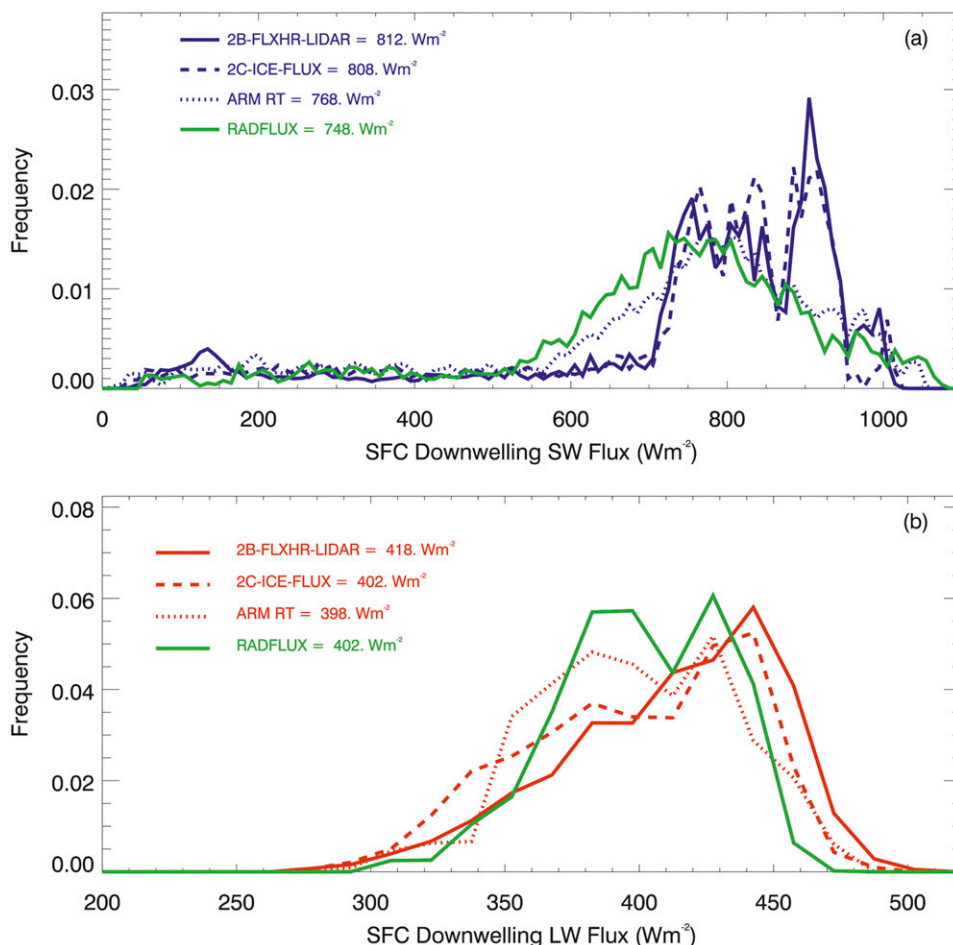 (a)
2B-FLXHR-LIDAR = 812. Wm-2
2C-ICE-FLUX = 808. Wm-2
ARM RT = 768. Wm-2
RADFLUX = 748. Wm-2
Frequency
0.03
0.02
0.01
0.00
0 200 400 600 800 1000
SFC Downwelling SW Flux (Wm-2)
(b)
2B-FLXHR-LIDAR = 418. Wm-2
2C-ICE-FLUX = 402. Wm-2
ARM RT = 398. Wm-2
RADFLUX = 402. Wm-2
Frequency
0.08
0.06
0.04
0.02
0.00
200 250 300 350 400 450 500
SFC Downwelling LW Flux (Wm-2)